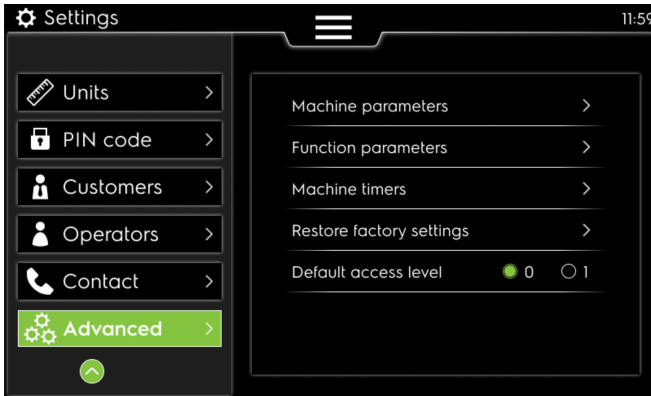 Settings
11:59
Units
PIN code
Customers
Operators
Contact
Advanced
Machine parameters
Function parameters
Machine timers
Restore factory settings
Default access level 0 1